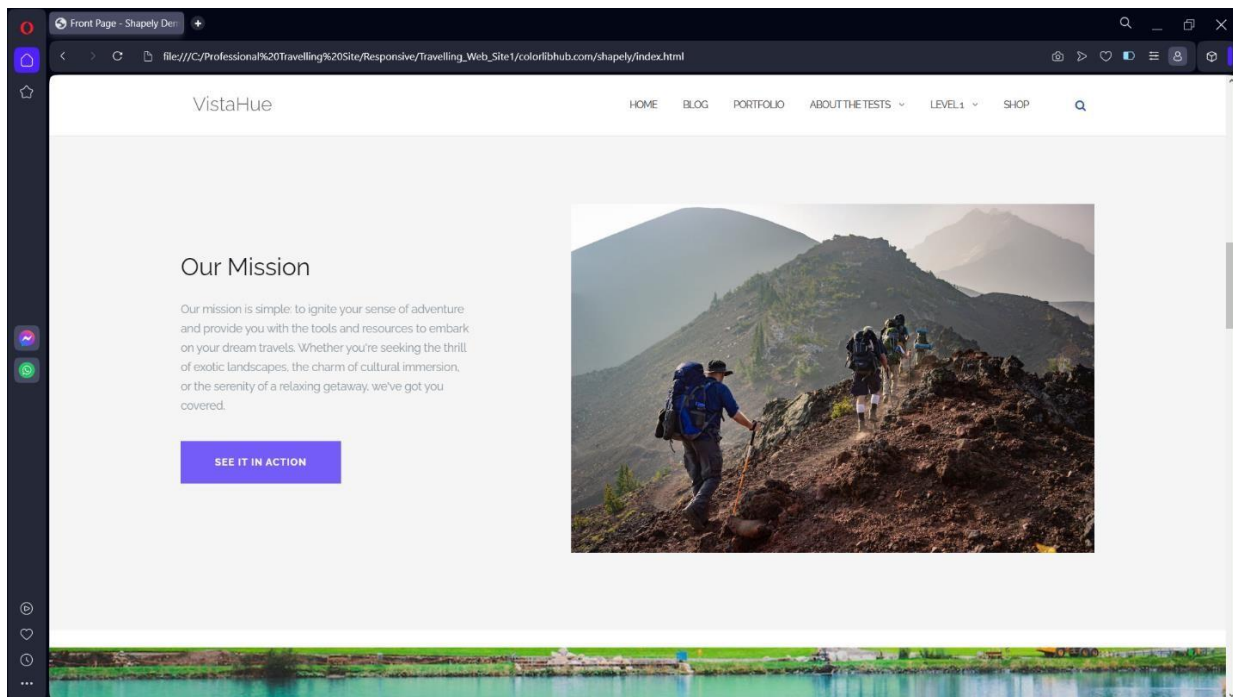 Front Page - Shapely Dem
file:///C:/Professional%20Travelling%20Site/Responsive/Travelling_Web_Site1/colorlibhub.com/shapely/index.html
VistaHue
HOME BLOG PORTFOLIO ABOUT THE TESTS LEVEL 1 SHOP
Our Mission
Our mission is simple: to ignite your sense of adventure
and provide you with the tools and resources to embark
on your dream travels. Whether you're seeking the thrill
of exotic landscapes, the charm of cultural immersion,
or the serenity of a relaxing getaway, we've got you
covered.
SEE IT IN ACTION